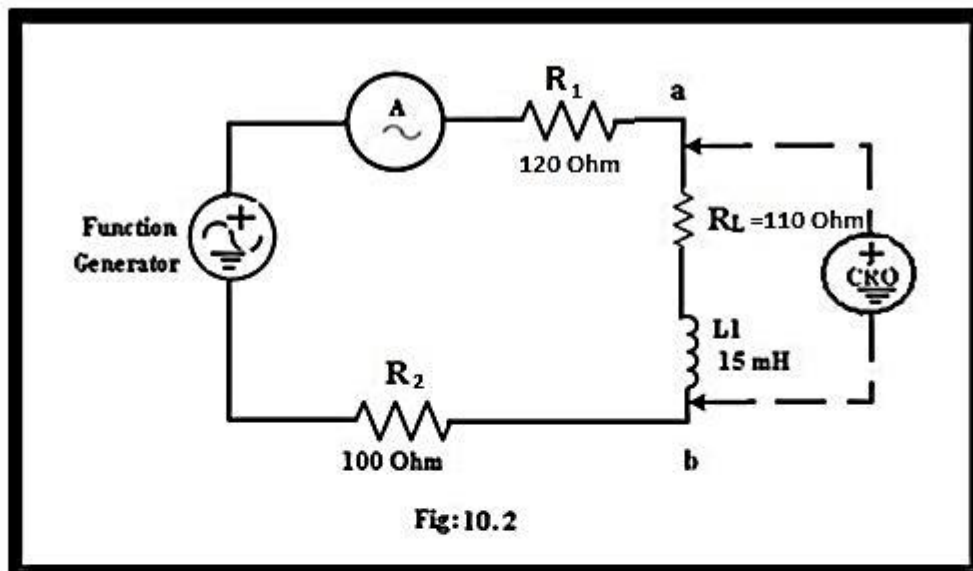 R1
a
A
120 Ohm
RL =110 Ohm
Function
Generator
+
+
CRO
L1
15 mH
R2
100 Ohm
b
Fig:10.2